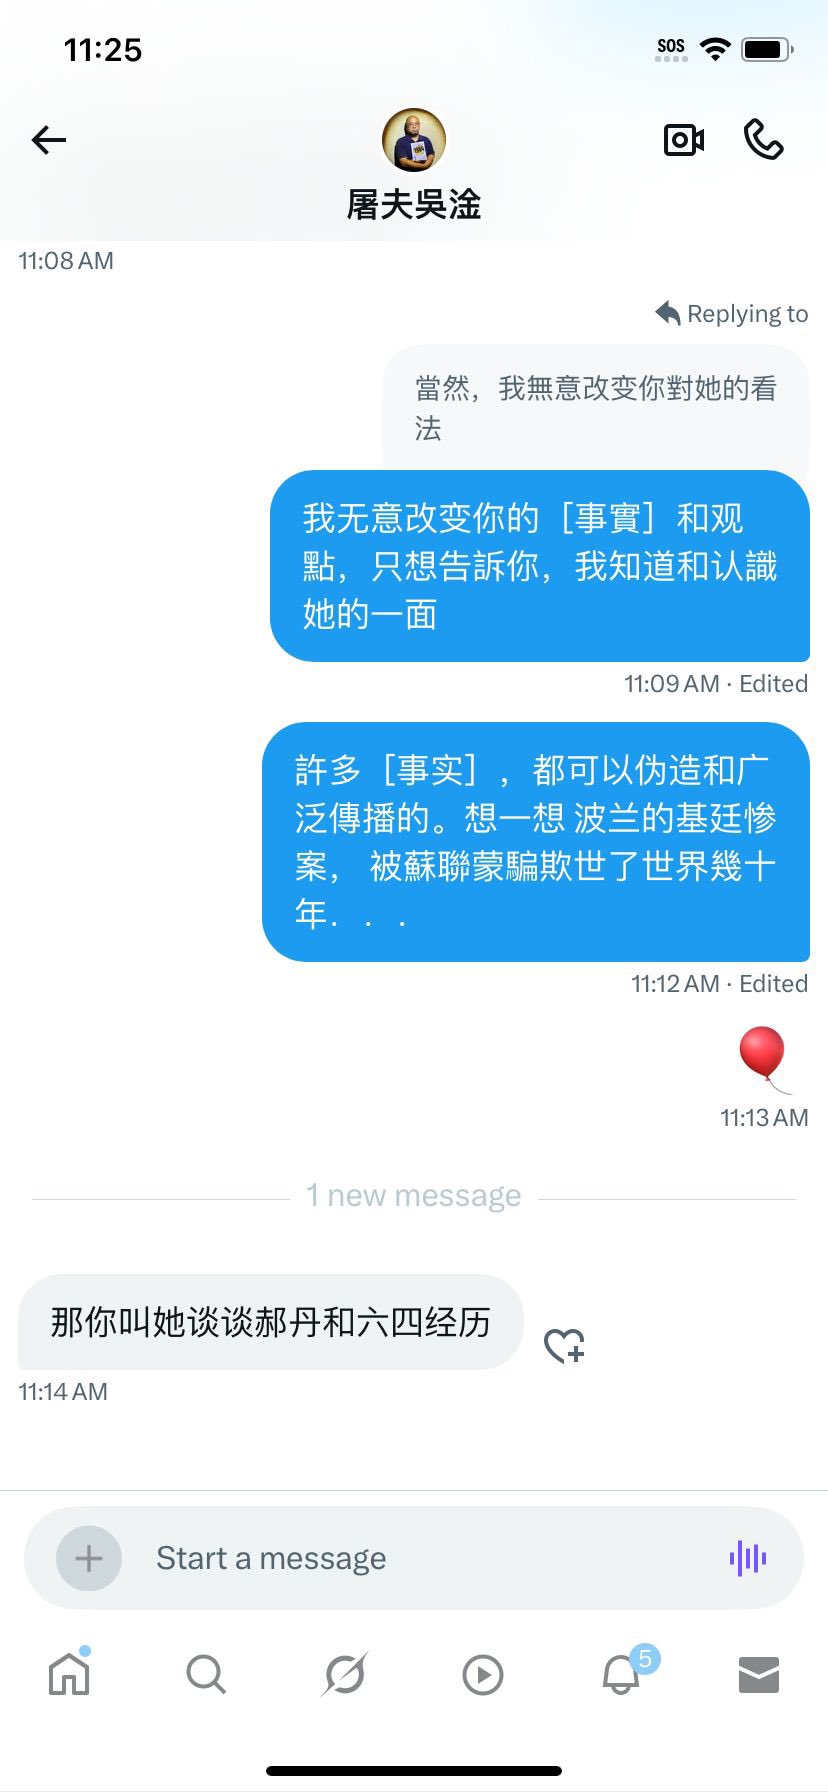 11:25
SOS
屠夫吳淦
11:08 AM
Replying to
當然，我無意改变你對她的看
法
我无意改变你的［事實］和观
點，只想告訴你，我知道和认識
她的一面
11:09 AM · Edited
許多［事实］，都可以伪造和广
泛傳播的。想一想 波兰的基廷惨
案， 被蘇聯蒙騙欺世了世界幾十
年．．．
11:12 AM · Edited
11:13 AM
1 new message
那你叫她谈谈郝丹和六四经历
11:14 AM
Start a message
5